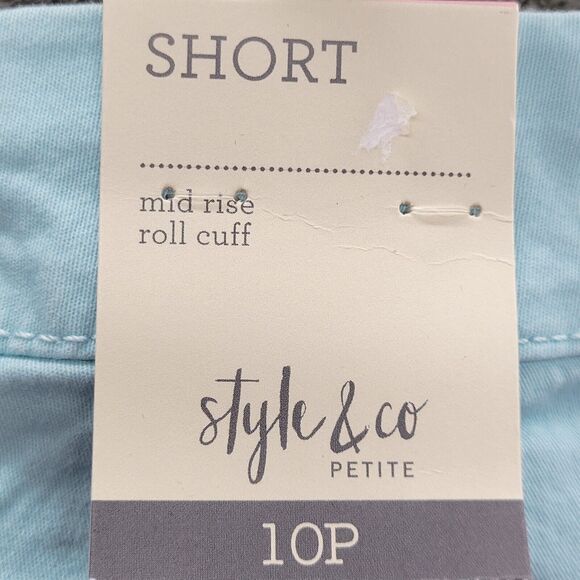 SHORT
mid rise
roll cuff
style & co
PETITE
10P